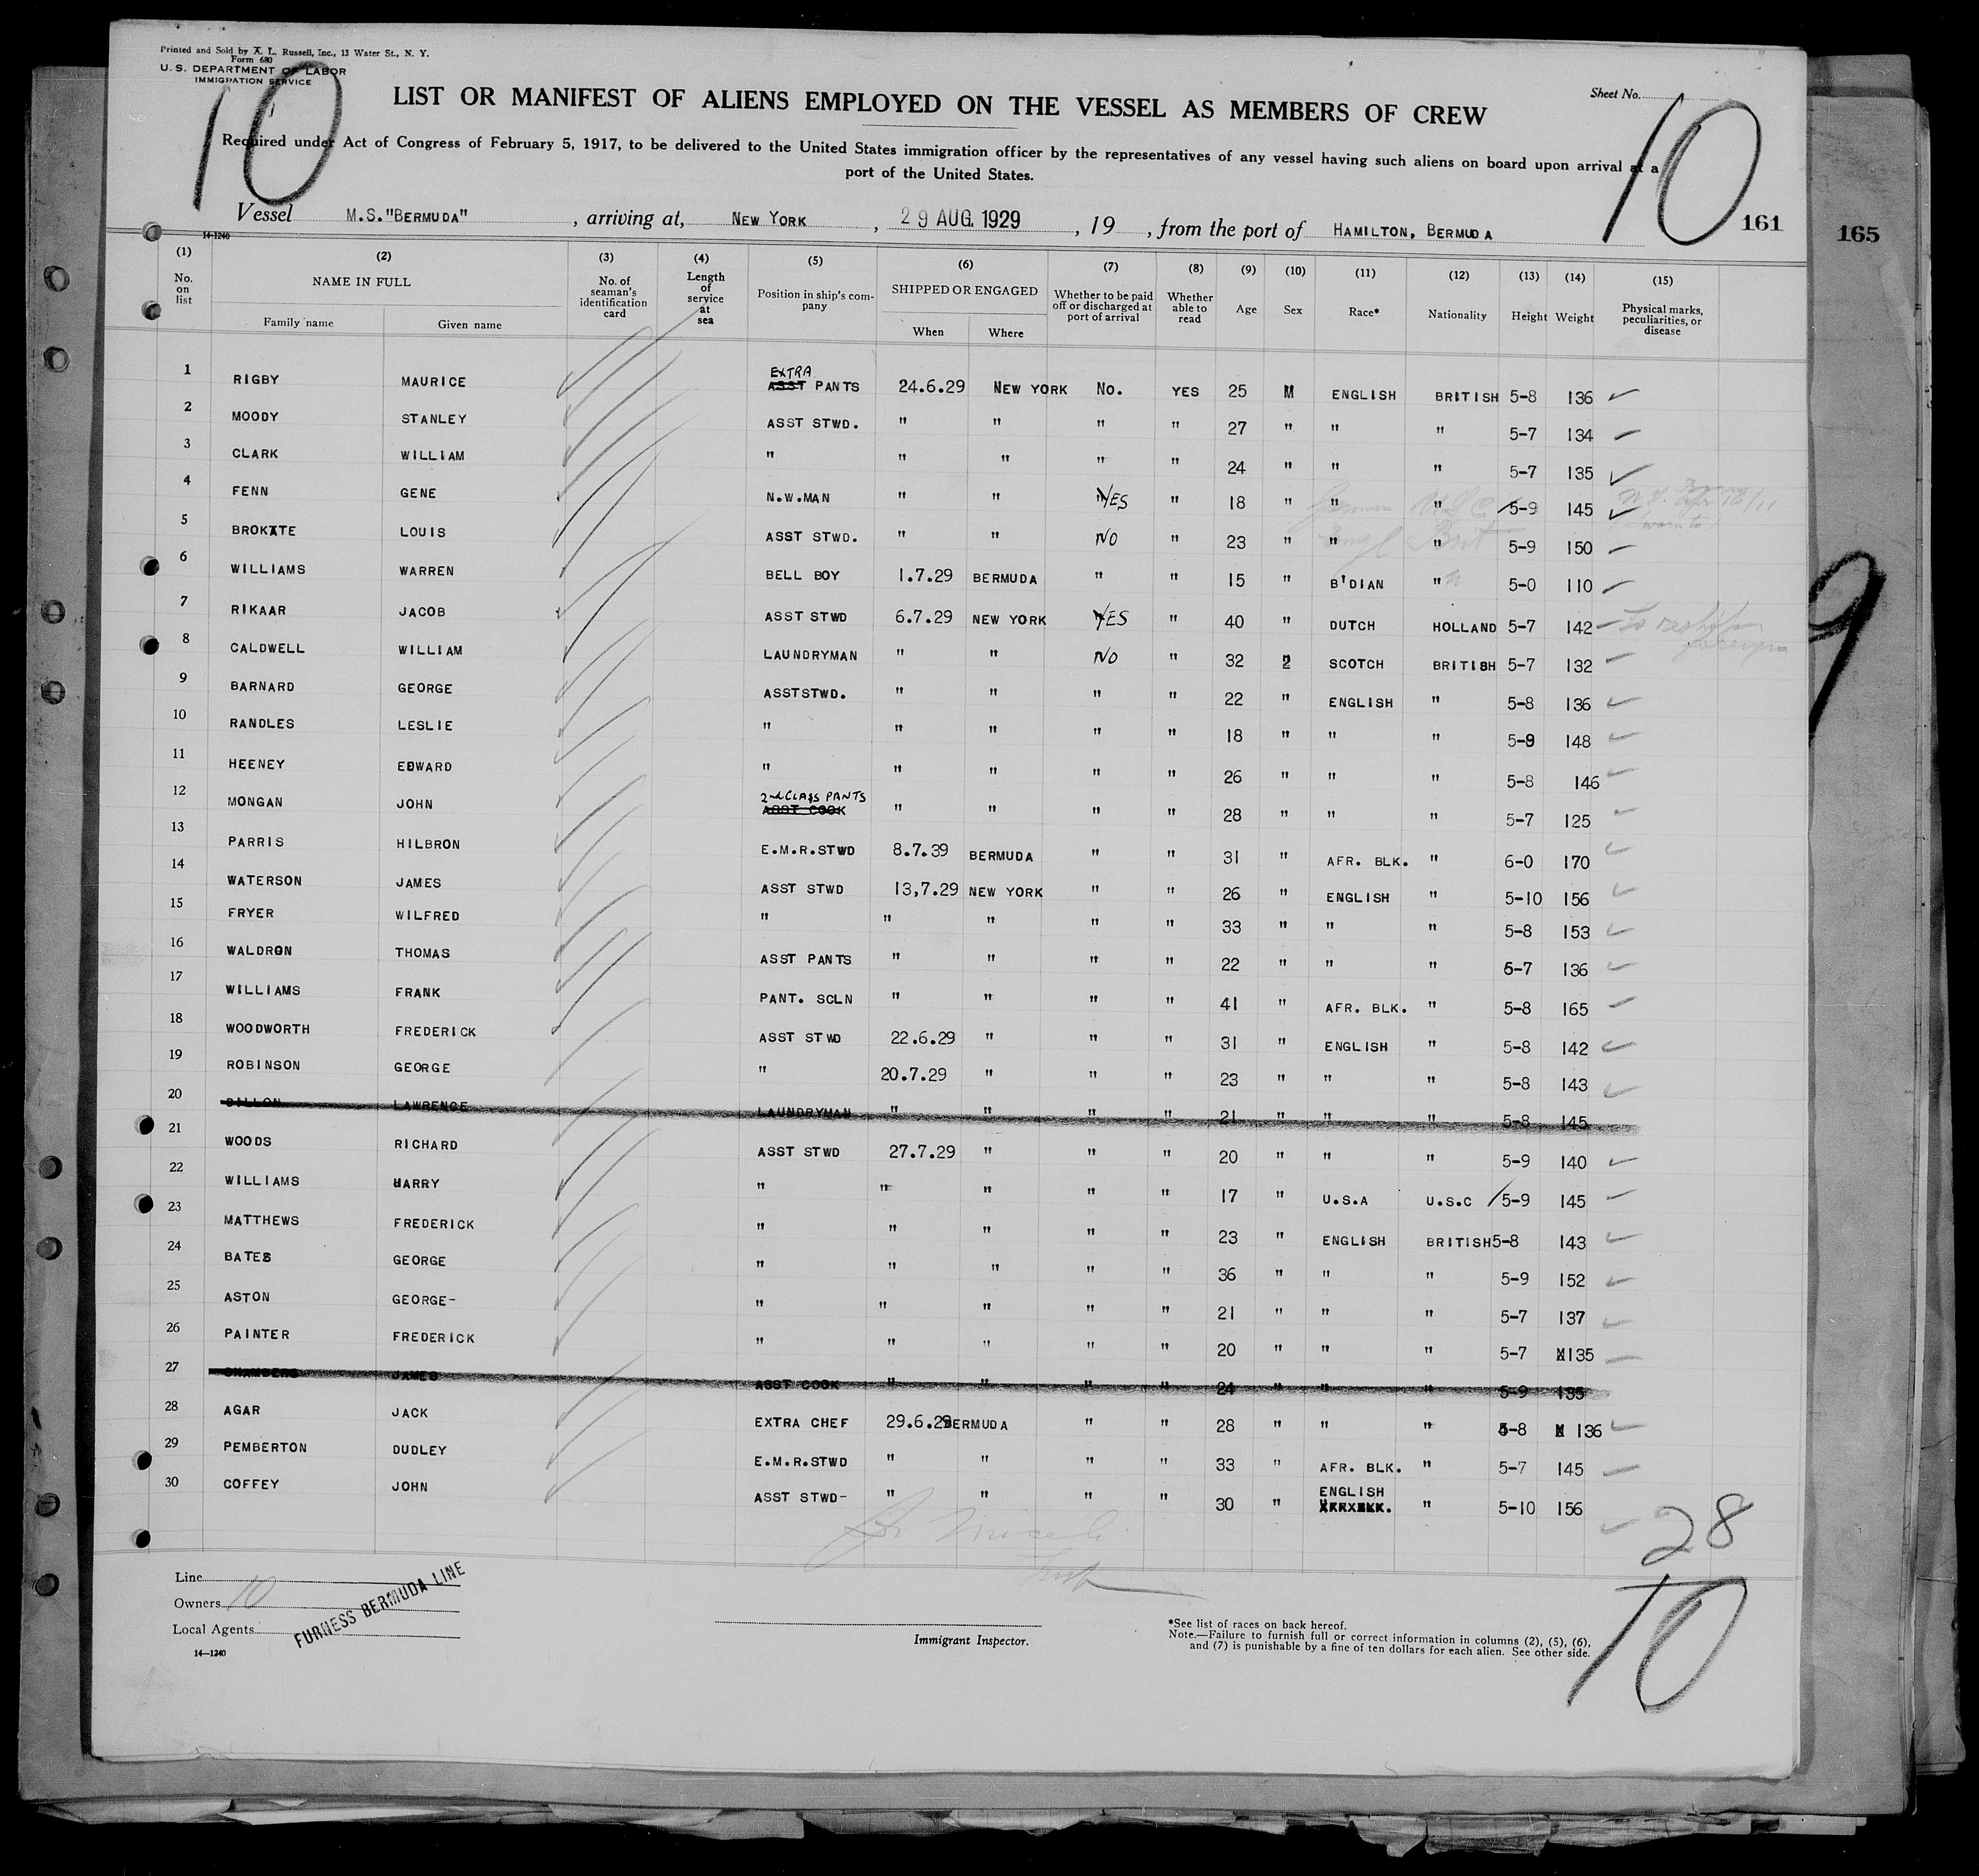 Printed and Sold by A. L. Russell, Inc., 13 Water St., N. Y.
Form 680
U. S. DEPARTMENT OF LABOR
IMMIGRATION SERVICE
10
10
Sheet No.
LIST OR MANIFEST OF ALIENS EMPLOYED ON THE VESSEL AS MEMBERS OF CREW
Required under Act of Congress of February 5, 1917, to be delivered to the United States immigration officer by the representatives of any vessel having such aliens on board upon arrival at a
port of the United States.
Vessel M.S."BERMUDA", arriving at, NEW YORK, 29 AUG. 1929, 19 , from the port of HAMILTON, BERMUDA
161
165
14-1240
(1) (2) (3) (4) (5) (6) (7) (8) (9) (10) (11) (12) (13) (14) (15)
No. on list NAME IN FULL No. of seaman's identification card Length of service at sea Position in ship's company SHIPPED OR ENGAGED Whether to be paid off or discharged at port of arrival Whether able to read Age Sex Race* Nationality Height Weight Physical marks, peculiarities, or disease
Family name Given name When Where
1 RIGBY MAURICE EXTRA ASST PANTS 24.6.29 NEW YORK No. YES 25 M ENGLISH BRITISH 5-8 136
2 MOODY STANLEY ASST STWD. " " " " 27 " " " 5-7 134
3 CLARK WILLIAM " " " " " 24 " " " 5-7 135
4 FENN GENE N.W.MAN " " YES " 18 " " " 5-9 145
German U S C
5 BROKATE LOUIS ASST STWD. " " NO " 23 " " " 5-9 150
Engl Brit
6 WILLIAMS WARREN BELL BOY 1.7.29 BERMUDA " " 15 " B'DIAN " 5-0 110
7 RIKAAR JACOB ASST STWD 6.7.29 NEW YORK YES " 40 " DUTCH HOLLAND 5-7 142 To reship foreign
8 CALDWELL WILLIAM LAUNDRYMAN " " NO " 32 2 SCOTCH BRITISH 5-7 132
9 BARNARD GEORGE ASSTSTWD. " " " " 22 " ENGLISH " 5-8 136
10 RANDLES LESLIE " " " " " 18 " " " 5-9 148
11 HEENEY EDWARD " " " " " 26 " " " 5-8 146
12 MONGAN JOHN 2nd CLASS PANTS ASST COOK " " " " 28 " " " 5-7 125
13 PARRIS HILBRON E.M.R.STWD 8.7.39 BERMUDA " " 31 " AFR. BLK. " 6-0 170
14 WATERSON JAMES ASST STWD 13,7.29 NEW YORK " " 26 " ENGLISH " 5-10 156
15 FRYER WILFRED " " " " " 33 " " " 5-8 153
16 WALDRON THOMAS ASST PANTS " " " " 22 " " " 5-7 136
17 WILLIAMS FRANK PANT. SCLN " " " " 41 " AFR. BLK. " 5-8 165
18 WOODWORTH FREDERICK ASST STWD 22.6.29 " " " 31 " ENGLISH " 5-8 142
19 ROBINSON GEORGE " 20.7.29 " " " 23 " " " 5-8 143
20 DILLON LAWRENCE LAUNDRYMAN " " " " 21 " " " 5-8 145
21 WOODS RICHARD ASST STWD 27.7.29 " " " 20 " " " 5-9 140
22 WILLIAMS HARRY " " " " " 17 " U.S.A U.S.C 5-9 145
23 MATTHEWS FREDERICK " " " " " 23 " ENGLISH BRITISH 5-8 143
24 BATES GEORGE " " " " " 36 " " " 5-9 152
25 ASTON GEORGE- " " " " " 21 " " " 5-7 137
26 PAINTER FREDERICK " " " " " 20 " " " 5-7 135
27 CHAMBERS JAMES ASST COOK " " " " 24 " " " 5-9 135
28 AGAR JACK EXTRA CHEF 29.6.29 BERMUDA " " 28 " " " 5-8 136
29 PEMBERTON DUDLEY E.M.R.STWD " " " " 33 " AFR. BLK. " 5-7 145
30 COFFEY JOHN ASST STWD- " " " " 30 " ENGLISH " 5-10 156
28
10
9
Line
Owners 10
Local Agents
FURNESS BERMUDA LINE
14—1240
Immigrant Inspector.
*See list of races on back hereof.
Note.—Failure to furnish full or correct information in columns (2), (5), (6),
and (7) is punishable by a fine of ten dollars for each alien. See other side.